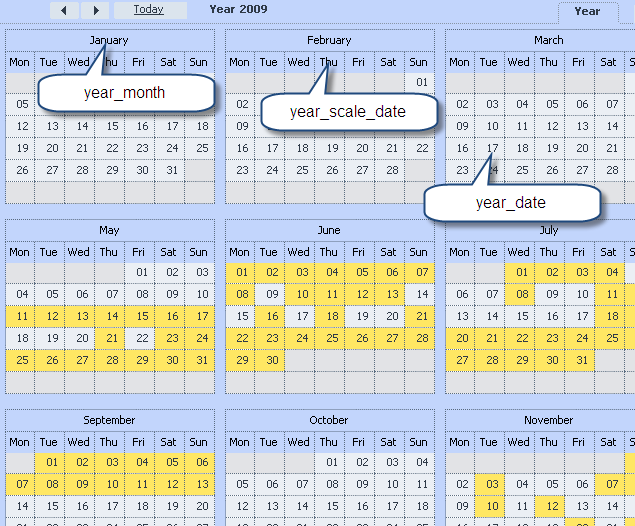 Today
Year 2009
Year
January
Mon Tue Wed Thu Fri Sat Sun
year_month
05
12 13 14 15 16 17 18
19 20 21 22 23 24 25
26 27 28 29 30 31
February
Mon Tue Wed Thu Fri Sat Sun
01
02
year_scale_date
09
16 17 18 19 20 21 22
23 24 25 26 27 28
March
Mon Tue Wed Thu Fri Sat
02 03 04 05 06 07
09 10 11 12 13 14
16 17 18 19 20 21
23 24 25 26 27 28
year_date
May
Mon Tue Wed Thu Fri Sat Sun
01 02 03
04 05 06 07 08 09 10
11 12 13 14 15 16 17
18 19 20 21 22 23 24
25 26 27 28 29 30 31
June
Mon Tue Wed Thu Fri Sat Sun
01 02 03 04 05 06 07
08 09 10 11 12 13 14
15 16 17 18 19 20 21
22 23 24 25 26 27 28
29 30
July
Mon Tue Wed Thu Fri Sat
01 02 03 04
06 07 08 09 10 11
13 14 15 16 17 18
20 21 22 23 24 25
27 28 29 30 31
September
Mon Tue Wed Thu Fri Sat Sun
01 02 03 04 05 06
07 08 09 10 11 12 13
14 15 16 17 18 19 20
October
Mon Tue Wed Thu Fri Sat Sun
01 02 03 04
05 06 07 08 09 10 11
12 13 14 15 16 17 18
November
Mon Tue Wed Thu Fri Sat
02 03 04 05 06 07
09 10 11 12 13 14